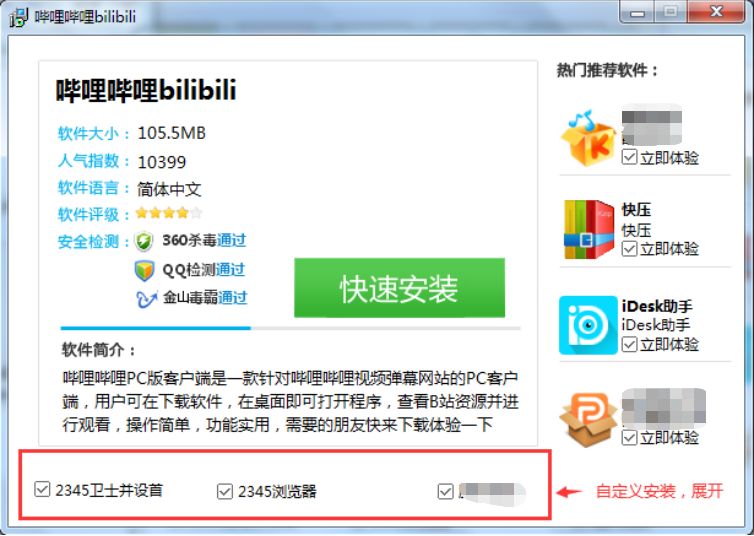 哔哩哔哩bilibili
哔哩哔哩bilibili
软件大小：105.5MB
人气指数：10399
软件语言：简体中文
软件评级：
安全检测：360杀毒通过
QQ检测通过
金山毒霸通过
快速安装
软件简介：
哔哩哔哩PC版客户端是一款针对哔哩哔哩视频弹幕网站的PC客户
端，用户可在下载软件，在桌面即可打开程序，查看B站资源并进
行观看，操作简单，功能实用，需要的朋友快来下载体验一下
热门推荐软件：
立即体验
快压
快压
立即体验
iDesk助手
iDesk助手
立即体验
立即体验
2345卫士并设首
2345浏览器
自定义安装，展开